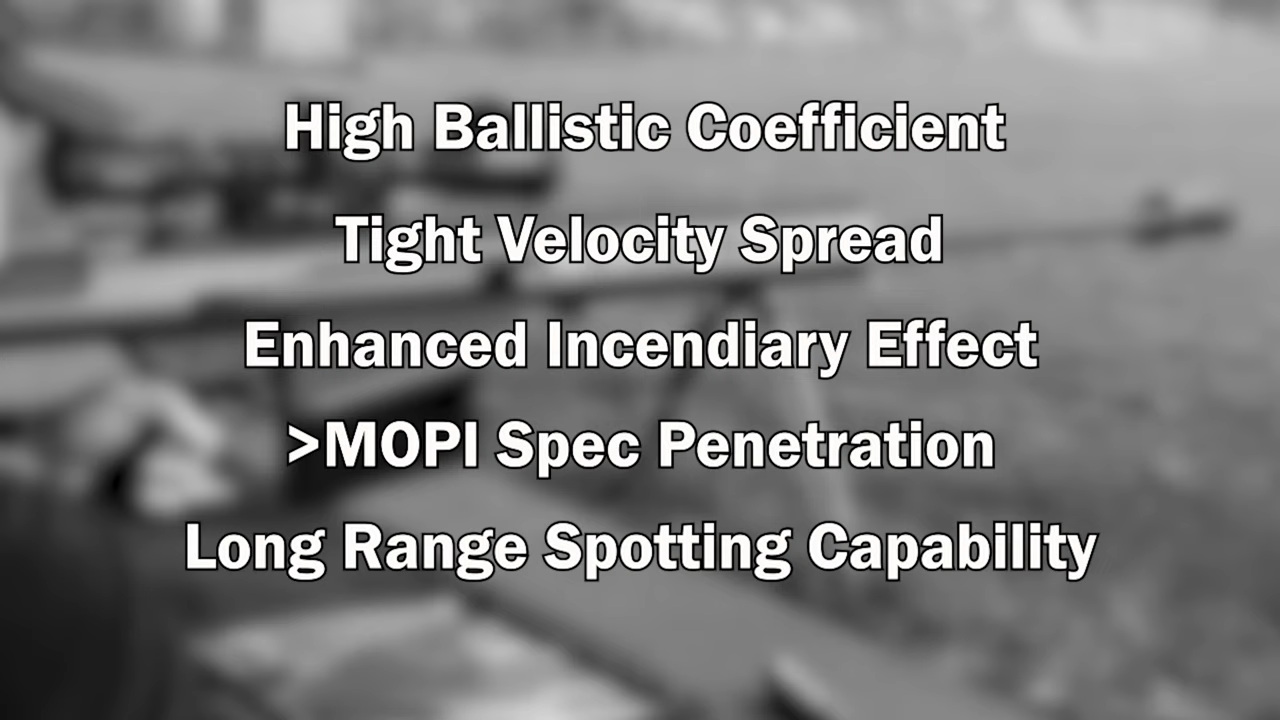 High Ballistic Coefficient
Tight Velocity Spread
Enhanced Incendiary Effect
>MOPI Spec Penetration
Long Range Spotting Capability